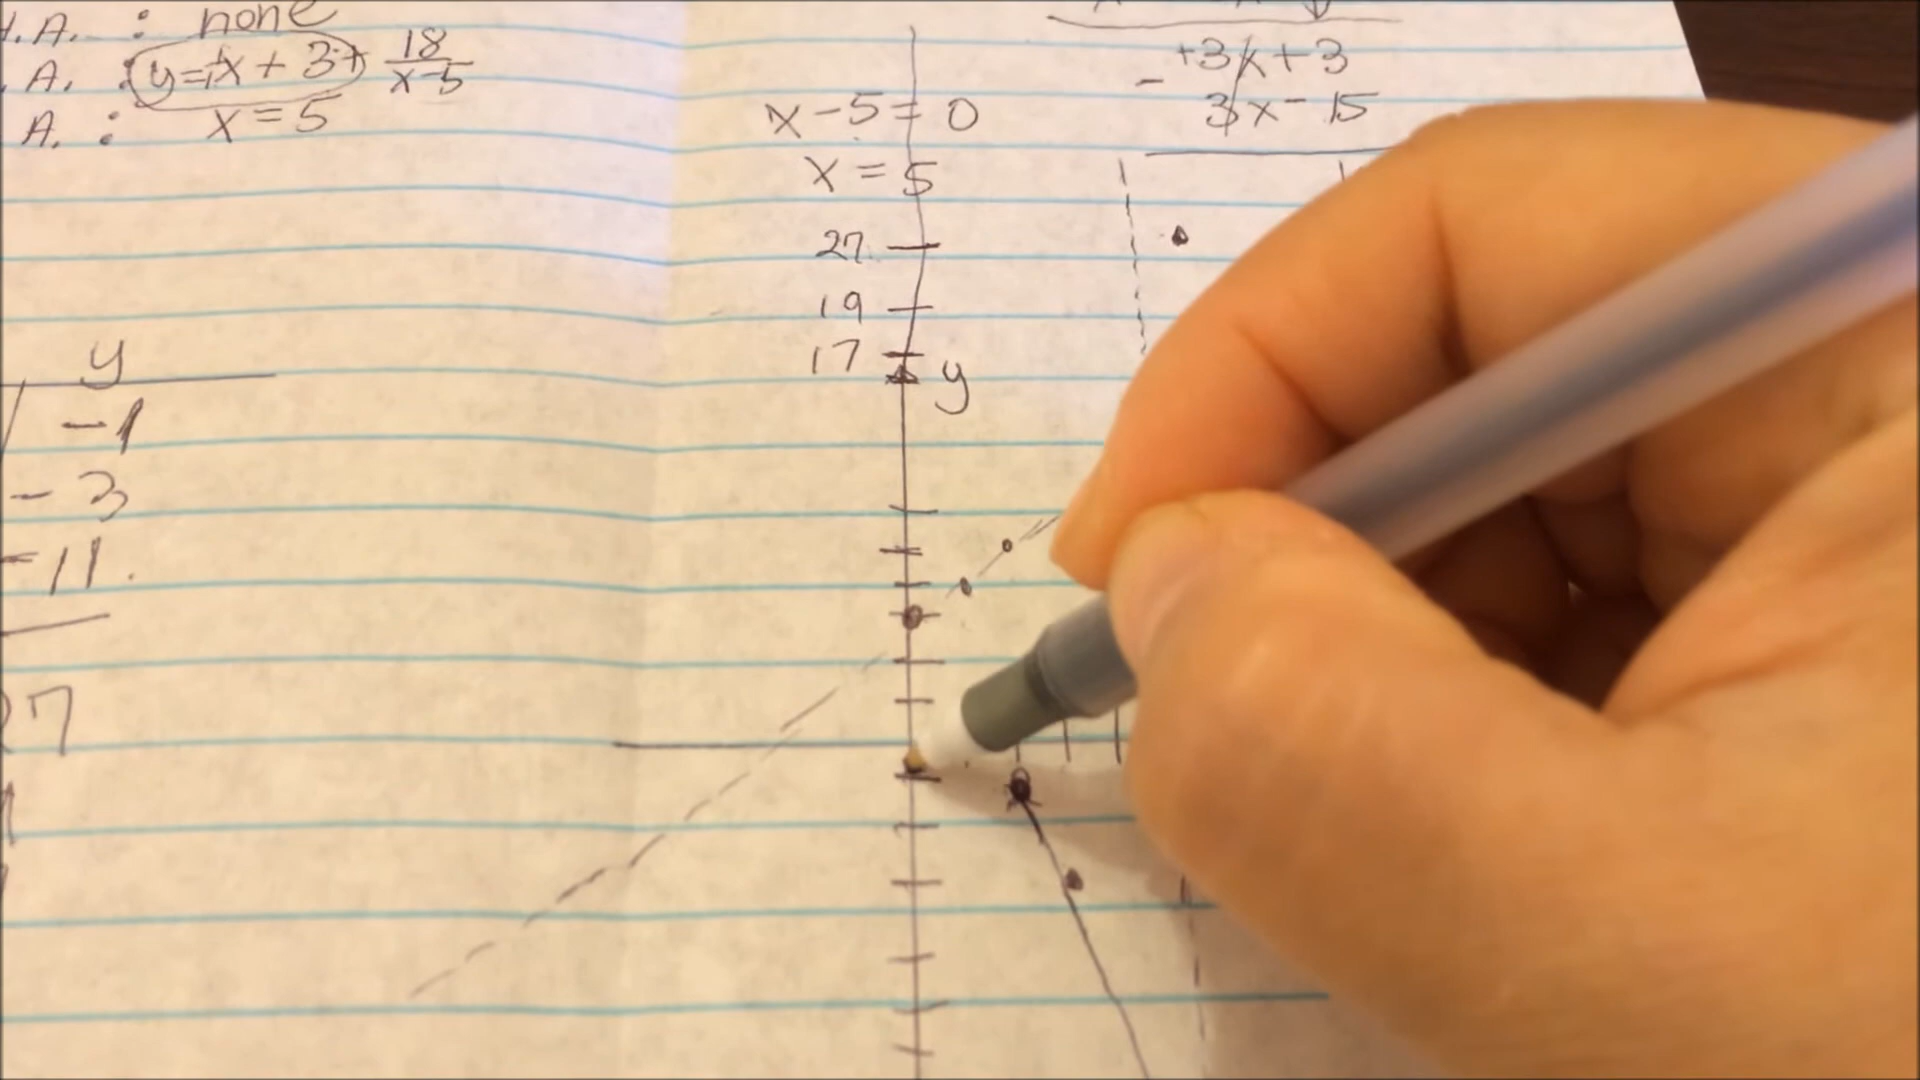 H.A. : none
A. : y = x + 3 + 18/x-5
A. : x = 5
+3x+3
- 3x - 15
x - 5 = 0
x = 5
27
19
17
y
y
-1
-3
-11
27